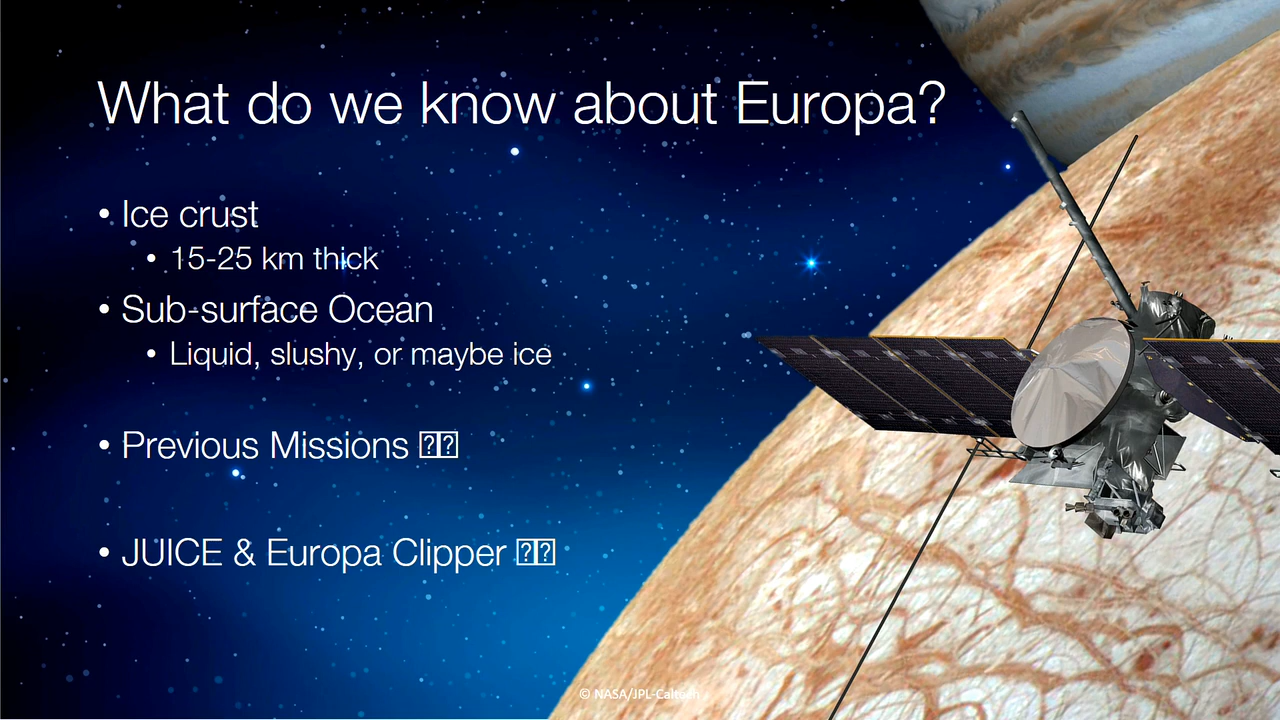 What do we know about Europa?
• Ice crust
• 15-25 km thick
• Sub-surface Ocean
• Liquid, slushy, or maybe ice
• Previous Missions ⍰⍰
• JUICE & Europa Clipper ⍰⍰
© NASA/JPL-Caltech